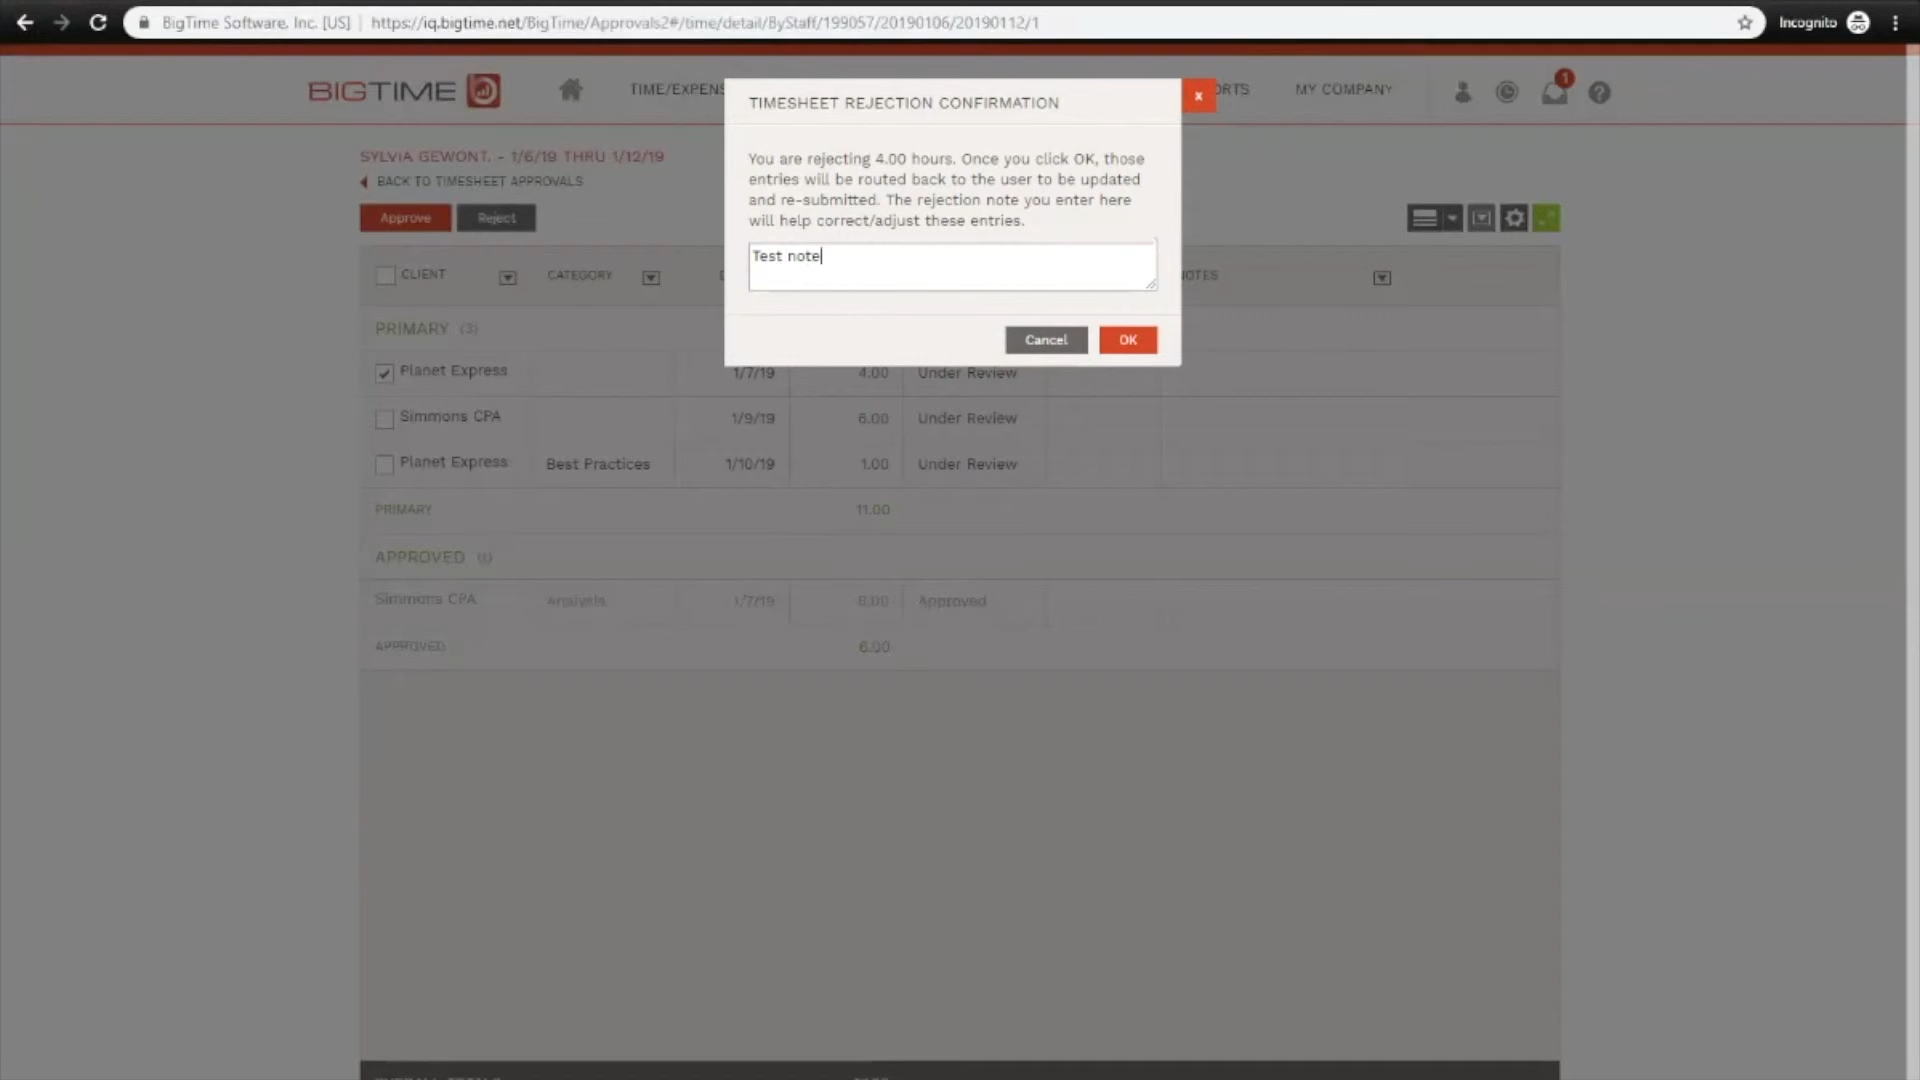 BigTime Software, Inc. [US] | https://iq.bigtime.net/BigTime/Approvals2#/time/detail/ByStaff/199057/20190106/20190112/1
Incognito
BIGTIME
TIME/EXPENS
ORTS
MY COMPANY
1
TIMESHEET REJECTION CONFIRMATION
x
SYLVIA GEWONT. - 1/6/19 THRU 1/12/19
BACK TO TIMESHEET APPROVALS
You are rejecting 4.00 hours. Once you click OK, those
entries will be routed back to the user to be updated
and re-submitted. The rejection note you enter here
will help correct/adjust these entries.
Approve
Reject
Test note
CLIENT
CATEGORY
NOTES
Cancel
OK
PRIMARY (3)
Planet Express 1/7/19 4.00 Under Review
Simmons CPA 1/9/19 6.00 Under Review
Planet Express Best Practices 1/10/19 1.00 Under Review
PRIMARY 11.00
APPROVED (1)
Simmons CPA Analysis 1/7/19 Approved
APPROVED 6.00